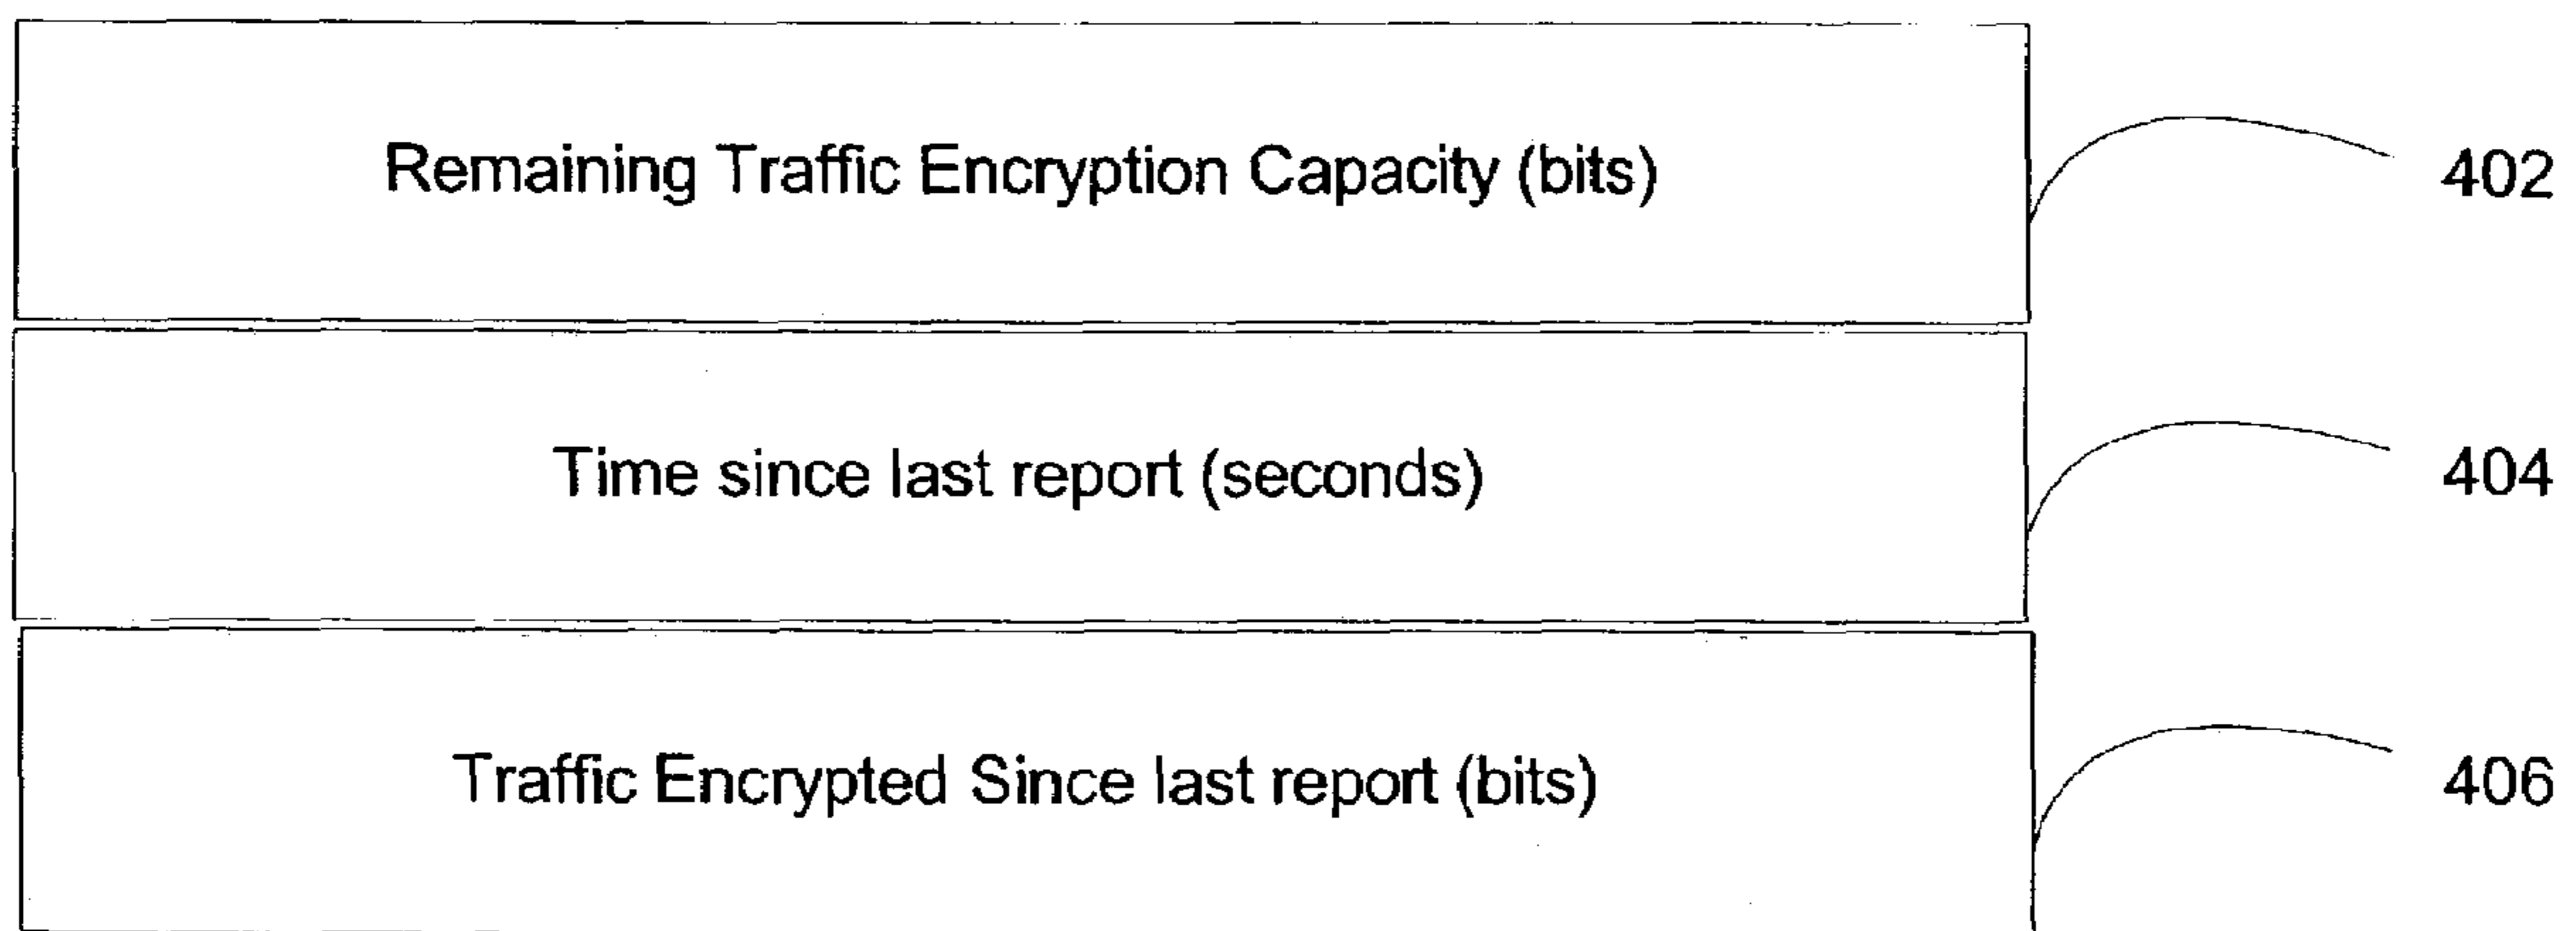 Remaining Traffic Encryption Capacity (bits) 402
Time since last report (seconds) 404
Traffic Encrypted Since last report (bits) 406